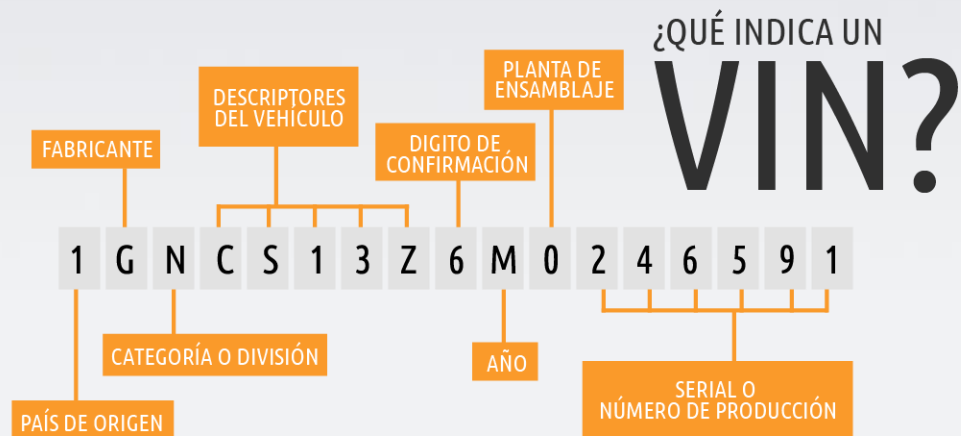 ¿QUÉ INDICA UN
VIN?
PLANTA DE
ENSAMBLAJE
DESCRIPTORES
DEL VEHÍCULO
DIGITO DE
CONFIRMACIÓN
FABRICANTE
1 G N C S 1 3 Z 6 M 0 2 4 6 5 9 1
CATEGORÍA O DIVISIÓN
AÑO
SERIAL O
NÚMERO DE PRODUCCIÓN
PAÍS DE ORIGEN